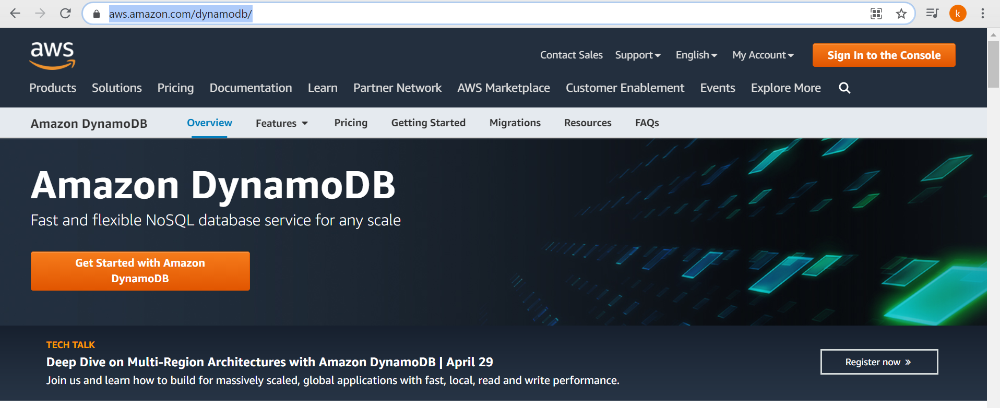 aws.amazon.com/dynamodb/
k
aws
Contact Sales Support English My Account Sign In to the Console
Products Solutions Pricing Documentation Learn Partner Network AWS Marketplace Customer Enablement Events Explore More
Amazon DynamoDB Overview Features Pricing Getting Started Migrations Resources FAQs
Amazon DynamoDB
Fast and flexible NoSQL database service for any scale
Get Started with Amazon
DynamoDB
TECH TALK
Deep Dive on Multi-Region Architectures with Amazon DynamoDB | April 29
Join us and learn how to build for massively scaled, global applications with fast, local, read and write performance.
Register now »